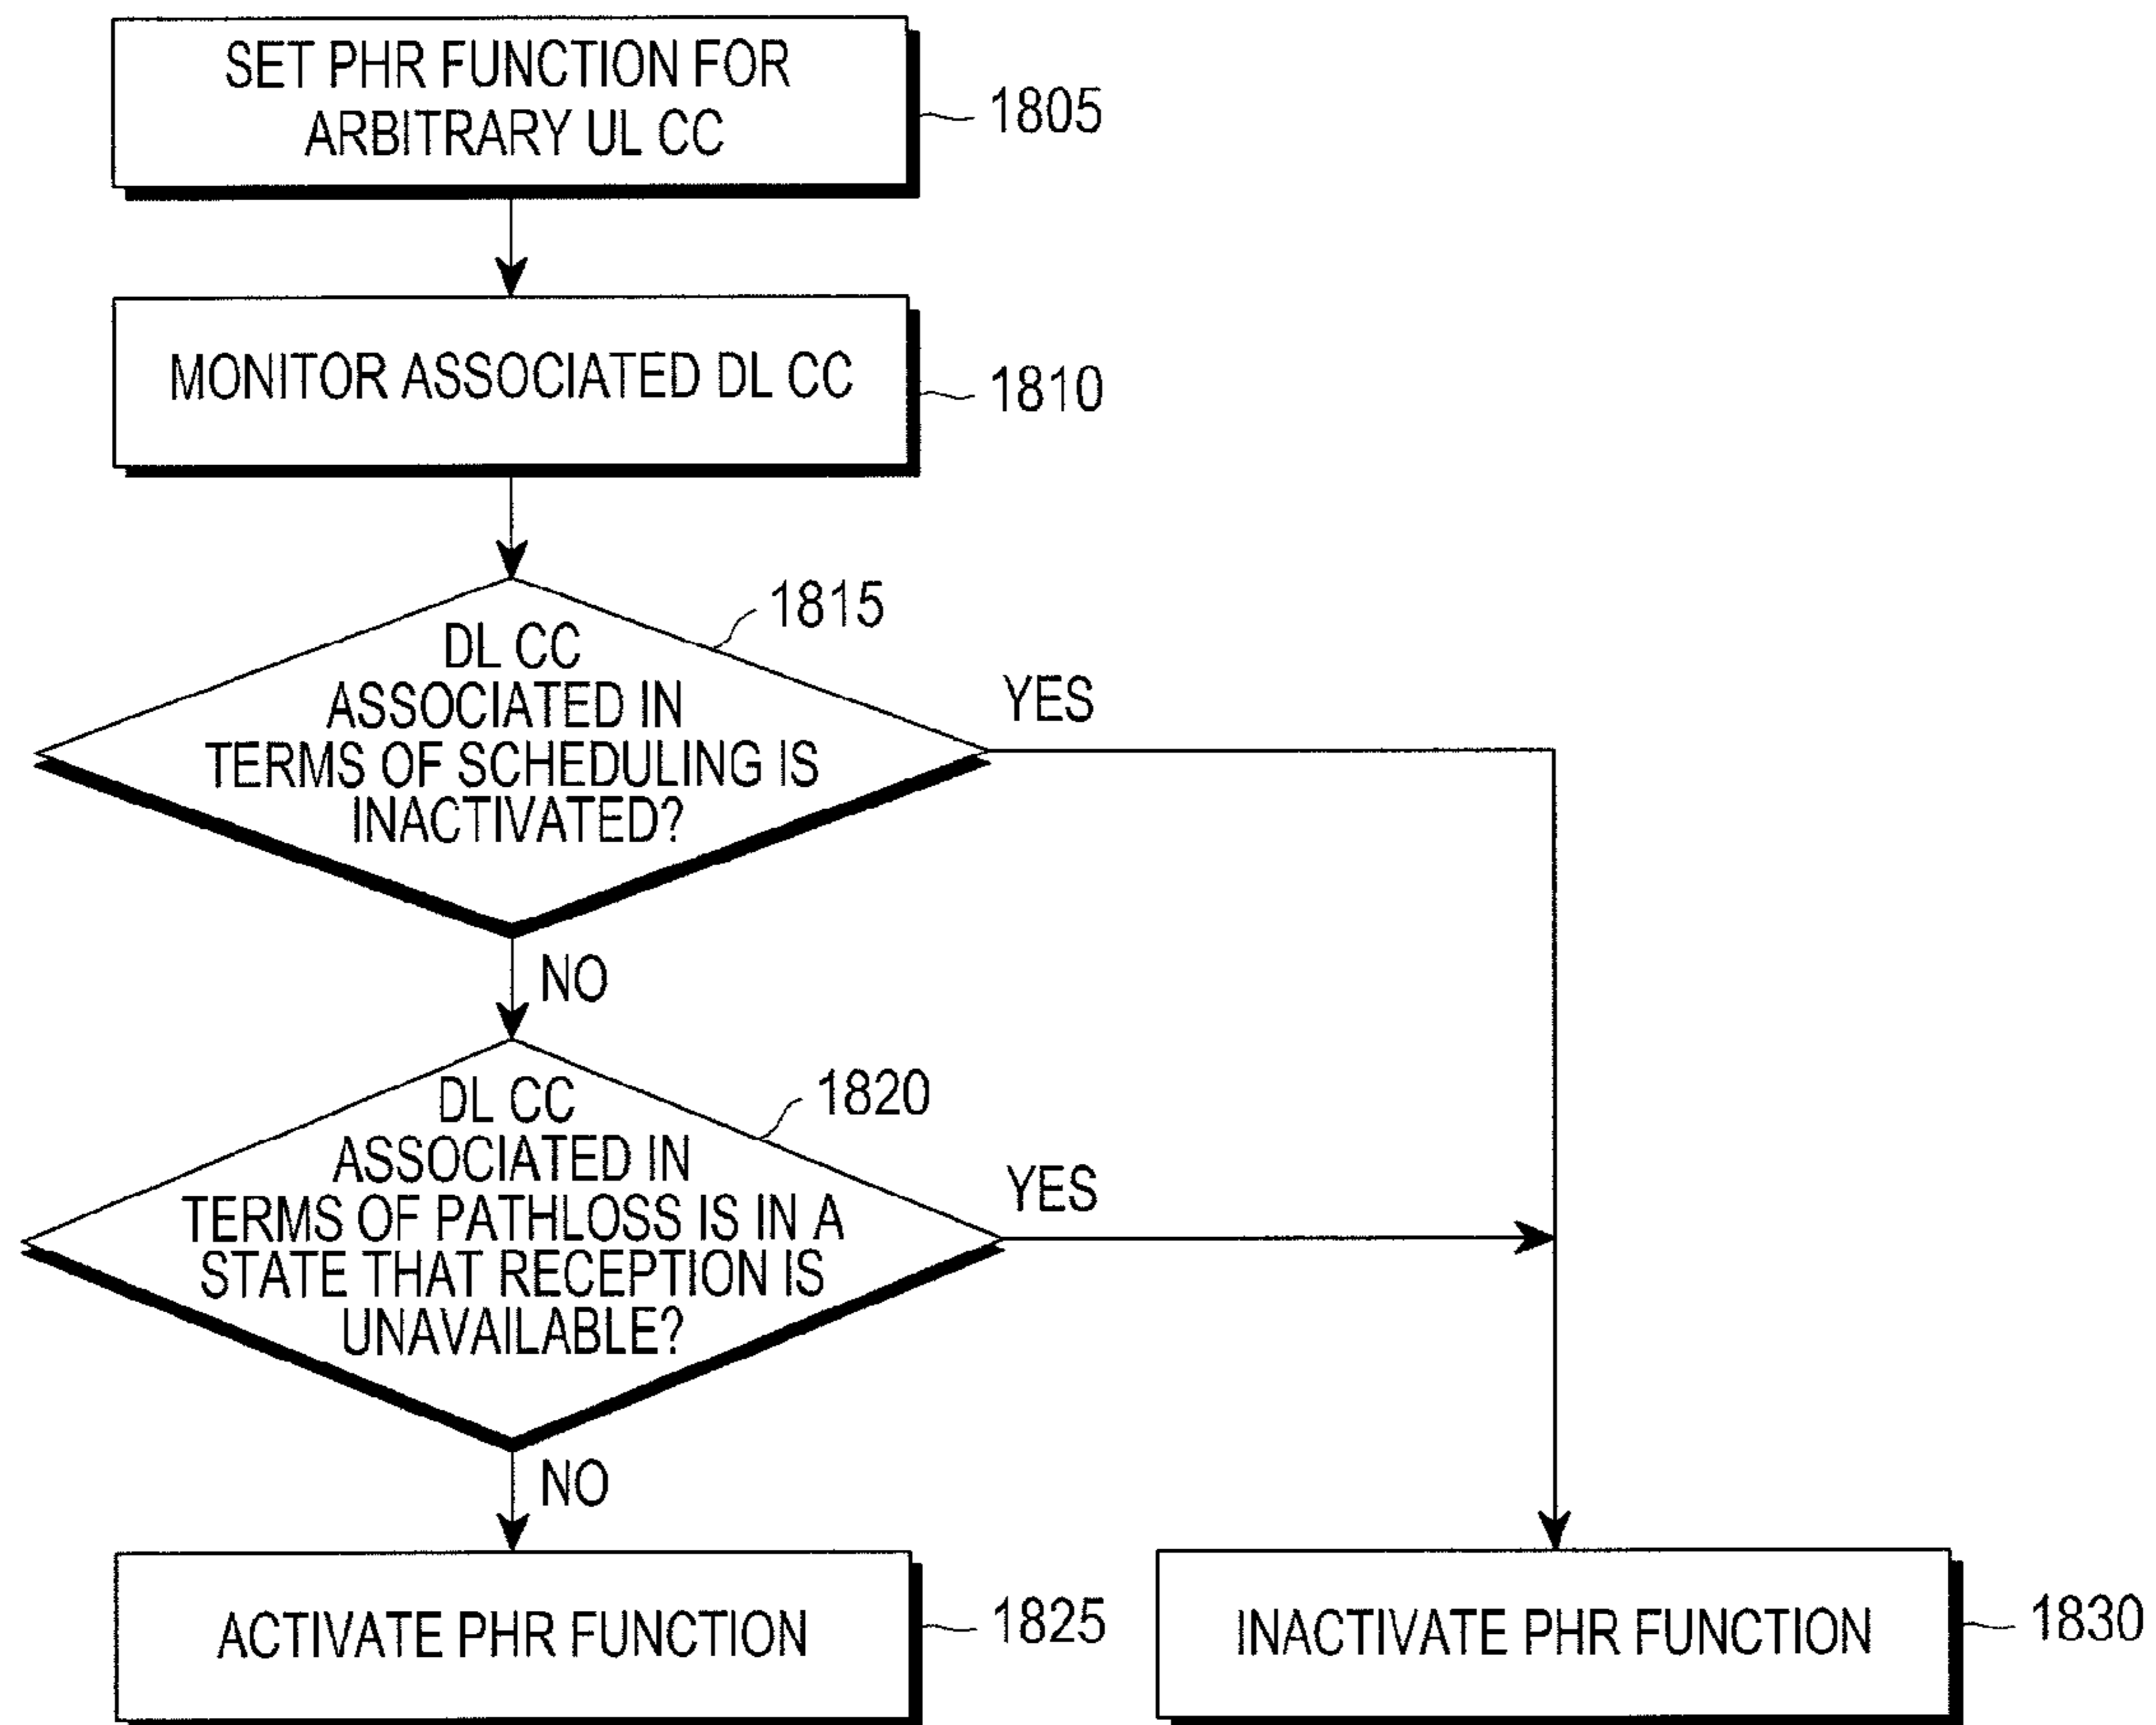 SET PHR FUNCTION FOR
ARBITRARY UL CC
1805
MONITOR ASSOCIATED DL CC
1810
1815
DL CC
ASSOCIATED IN
TERMS OF SCHEDULING IS
INACTIVATED?
YES
NO
1820
DL CC
ASSOCIATED IN
TERMS OF PATHLOSS IS IN A
STATE THAT RECEPTION IS
UNAVAILABLE?
YES
NO
ACTIVATE PHR FUNCTION
1825
INACTIVATE PHR FUNCTION
1830